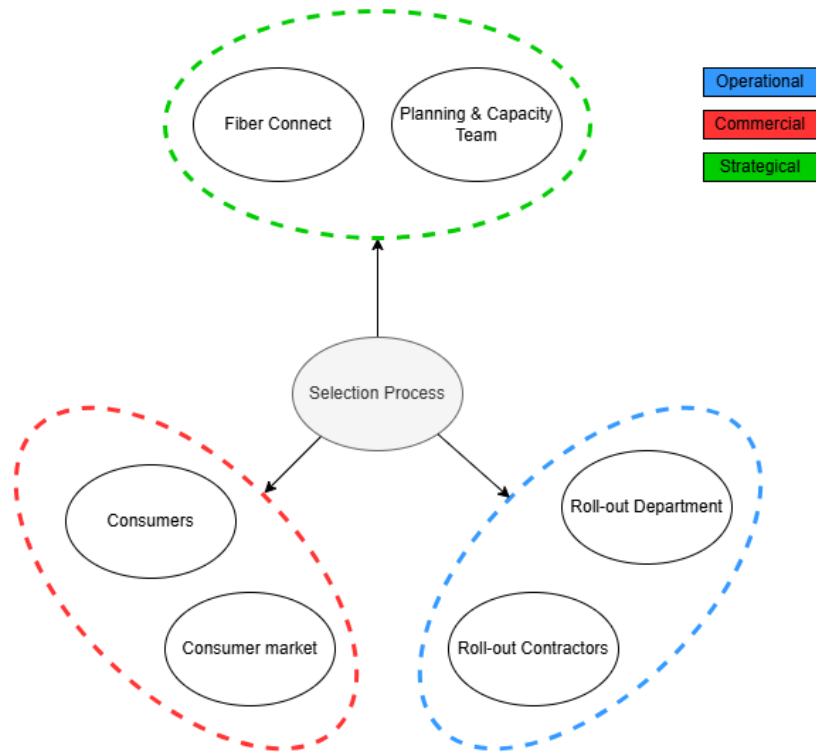 Operational
Fiber Connect
Planning & Capacity
Team
Commercial
Strategical
Selection Process
Consumers
Roll-out Department
Consumer market
Roll-out Contractors